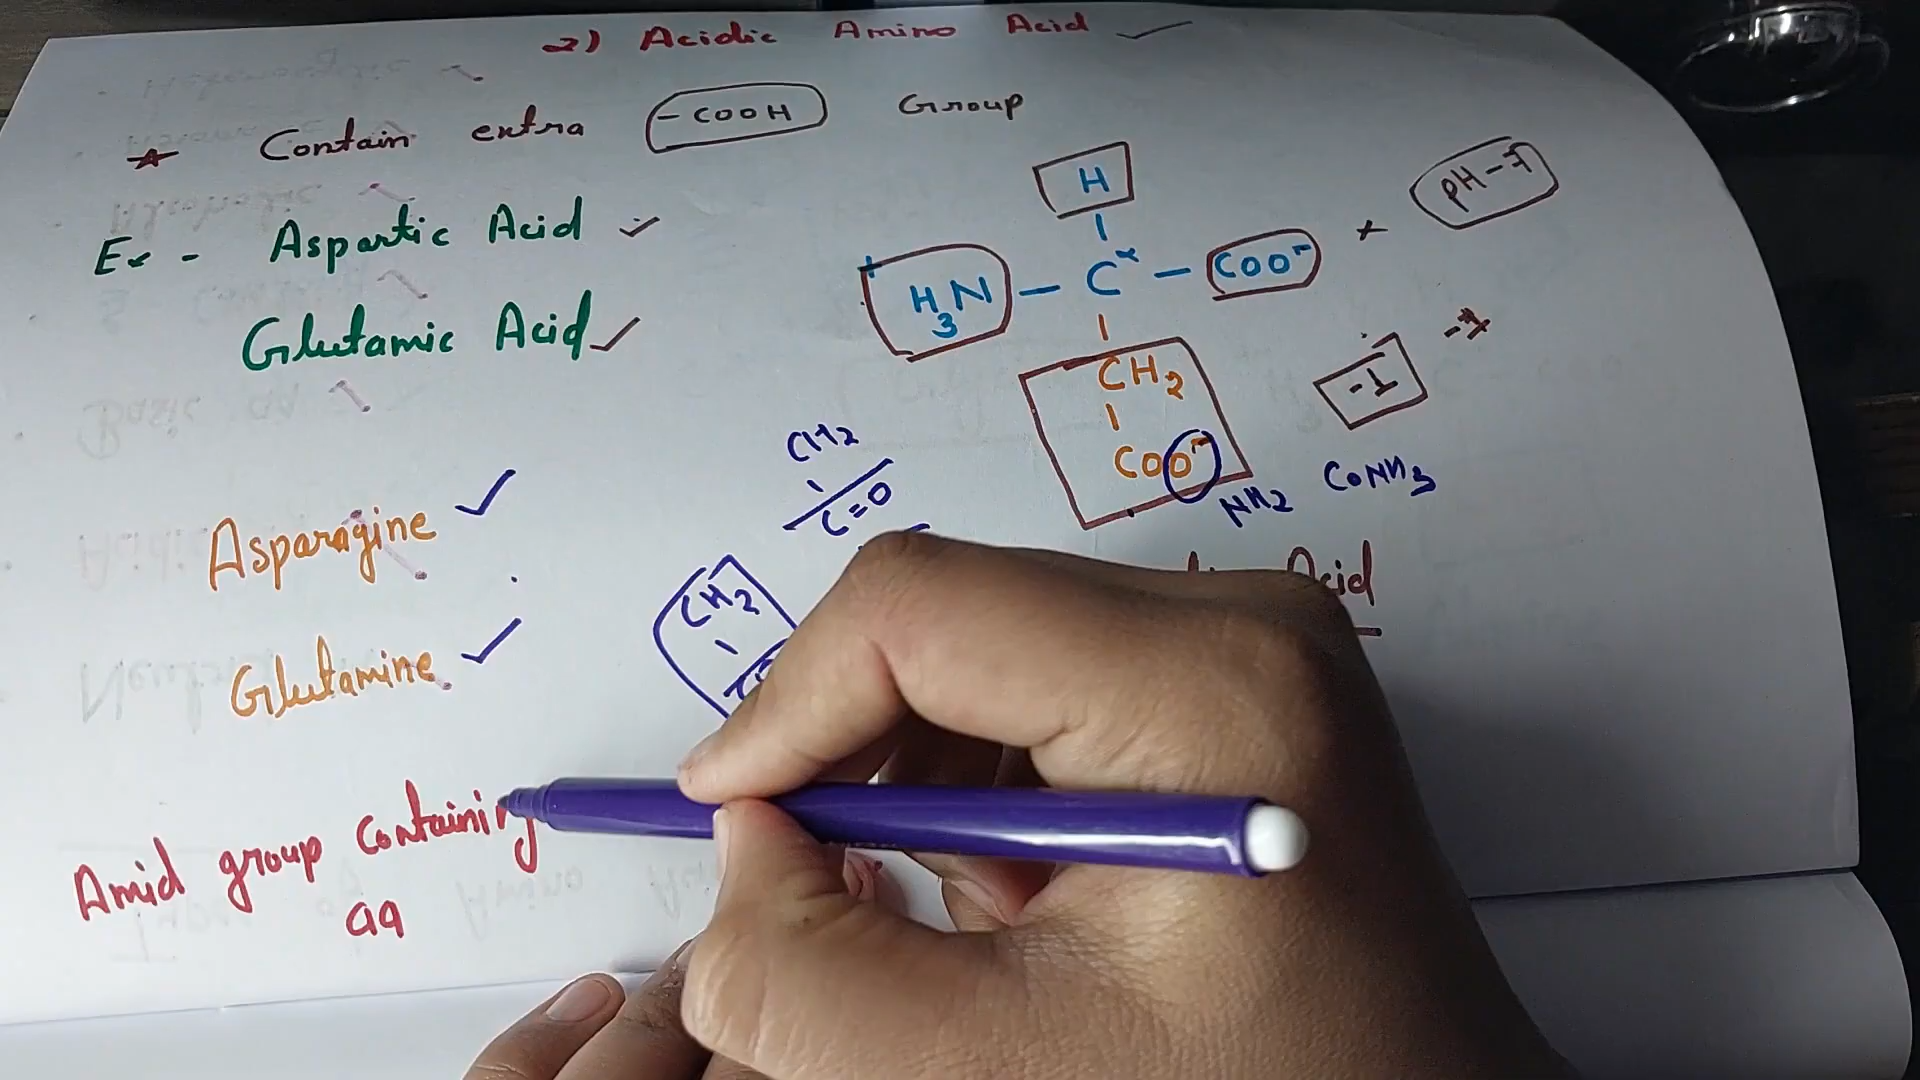 2) Acidic Amino Acid
* Contain extra -COOH Group
Ex - Aspartic Acid
Glutamic Acid
Asparagine
Glutamine
Amid group containing
aa
pH-7
H
+
H3N - C* - COO-
CH2
COO-
-1
NH2
CONH3
CH2
C=O
CH2
Acid